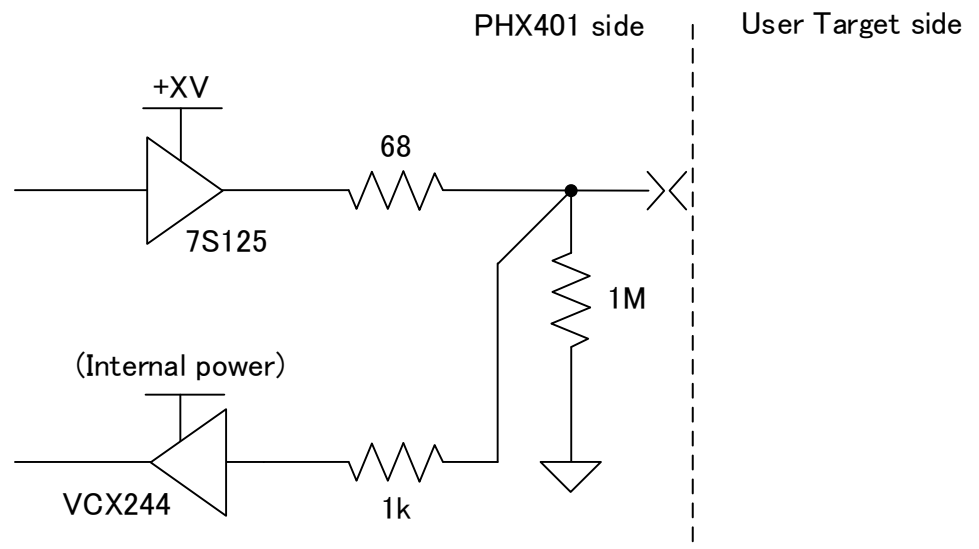 PHX401 side
User Target side
+XV
68
7S125
1M
(Internal power)
VCX244
1k